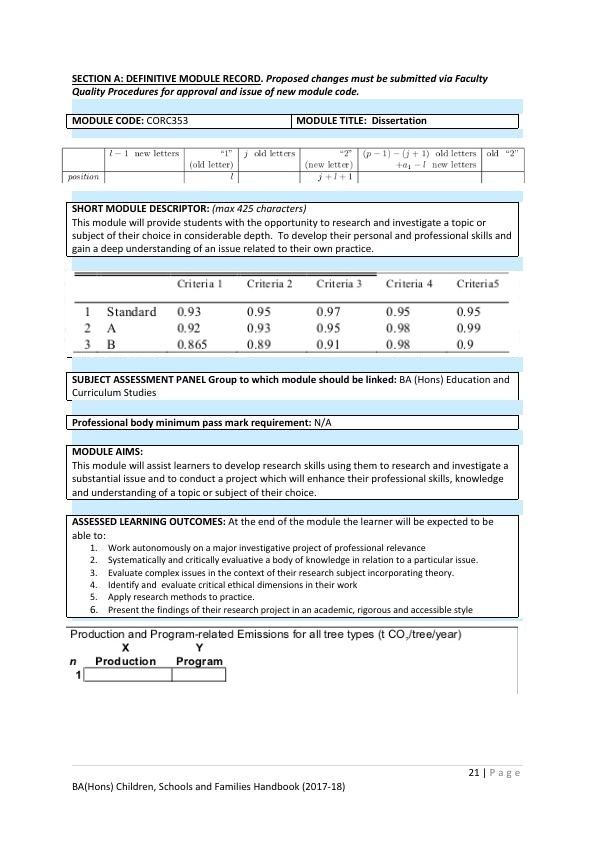 SECTION A: DEFINITIVE MODULE RECORD. Proposed changes must be submitted via Faculty
Quality Procedures for approval and issue of new module code.
MODULE CODE: CORC353 MODULE TITLE: Dissertation
l − 1 new letters "1" j old letters "2" (p − 1) − (j + 1) old letters old "2"
(old letter) (new letter) +a₁ − l new letters
position l j + l + 1
SHORT MODULE DESCRIPTOR: (max 425 characters)
This module will provide students with the opportunity to research and investigate a topic or
subject of their choice in considerable depth. To develop their personal and professional skills and
gain a deep understanding of an issue related to their own practice.
Criteria 1 Criteria 2 Criteria 3 Criteria 4 Criteria5
1 Standard 0.93 0.95 0.97 0.95 0.95
2 A 0.92 0.93 0.95 0.98 0.99
3 B 0.865 0.89 0.91 0.98 0.9
SUBJECT ASSESSMENT PANEL Group to which module should be linked: BA (Hons) Education and
Curriculum Studies
Professional body minimum pass mark requirement: N/A
MODULE AIMS:
This module will assist learners to develop research skills using them to research and investigate a
substantial issue and to conduct a project which will enhance their professional skills, knowledge
and understanding of a topic or subject of their choice.
ASSESSED LEARNING OUTCOMES: At the end of the module the learner will be expected to be
able to:
1. Work autonomously on a major investigative project of professional relevance
2. Systematically and critically evaluative a body of knowledge in relation to a particular issue.
3. Evaluate complex issues in the context of their research subject incorporating theory.
4. Identify and evaluate critical ethical dimensions in their work
5. Apply research methods to practice.
6. Present the findings of their research project in an academic, rigorous and accessible style
Production and Program-related Emissions for all tree types (t CO₂/tree/year)
X Y
n Production Program
1
21 | Page
BA(Hons) Children, Schools and Families Handbook (2017-18)